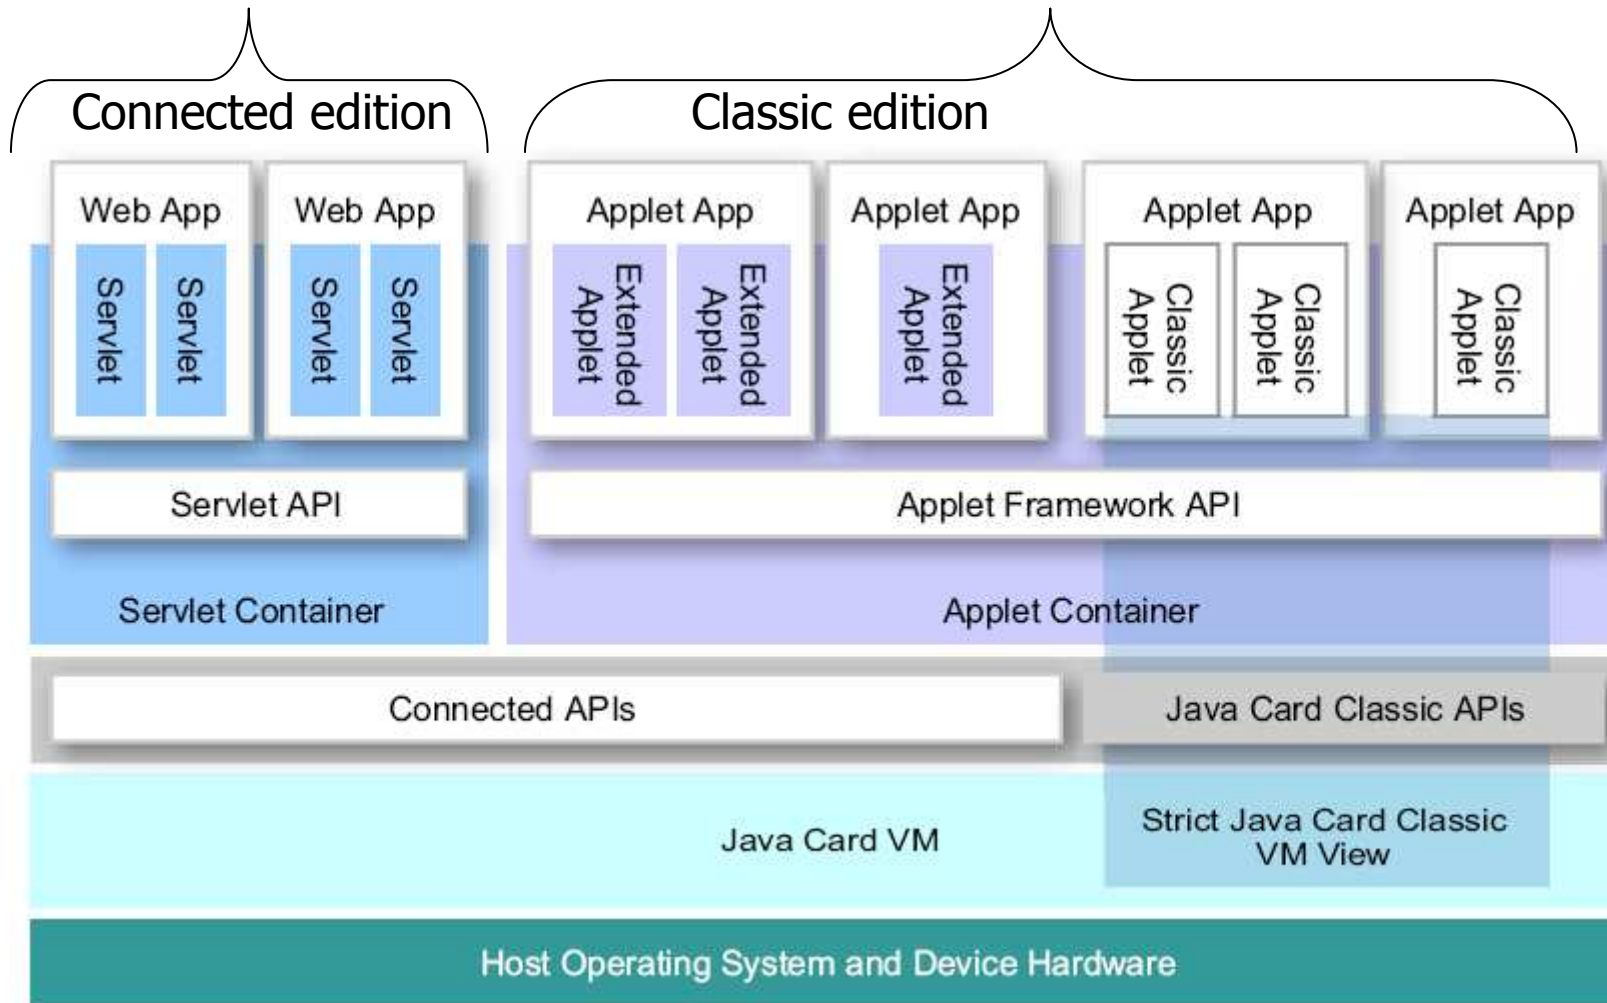 Connected edition
Classic edition
Web App
Web App
Applet App
Applet App
Applet App
Applet App
Servlet
Servlet
Servlet
Servlet
Extended
Applet
Extended
Applet
Extended
Applet
Classic
Applet
Classic
Applet
Classic
Applet
Servlet API
Applet Framework API
Servlet Container
Applet Container
Connected APIs
Java Card Classic APIs
Java Card VM
Strict Java Card Classic
VM View
Host Operating System and Device Hardware